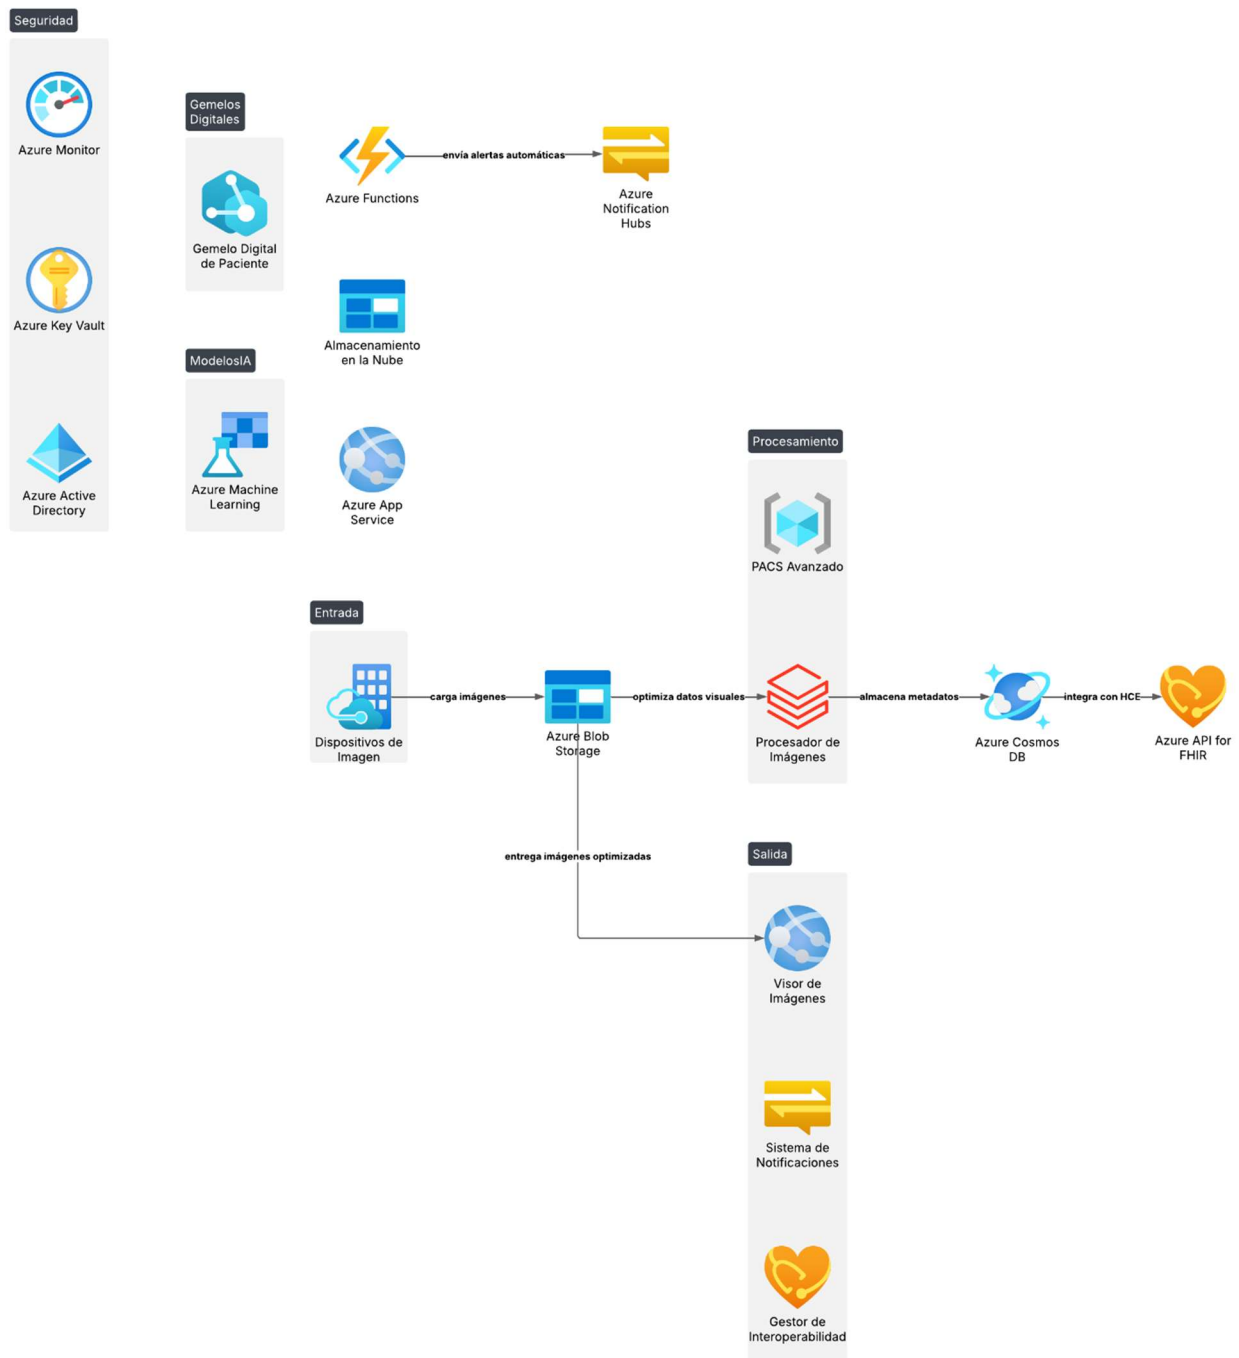 Seguridad
Azure Monitor
Azure Key Vault
Azure Active
Directory
Gemelos
Digitales
Gemelo Digital
de Paciente
ModelosIA
Azure Machine
Learning
Azure Functions
envía alertas automáticas
Azure
Notification
Hubs
Almacenamiento
en la Nube
Azure App
Service
Entrada
Dispositivos de
Imagen
carga imágenes
Azure Blob
Storage
optimiza datos visuales
Procesamiento
PACS Avanzado
Procesador de
Imágenes
almacena metadatos
Azure Cosmos
DB
integra con HCE
Azure API for
FHIR
entrega imágenes optimizadas
Salida
Visor de
Imágenes
Sistema de
Notificaciones
Gestor de
Interoperabilidad